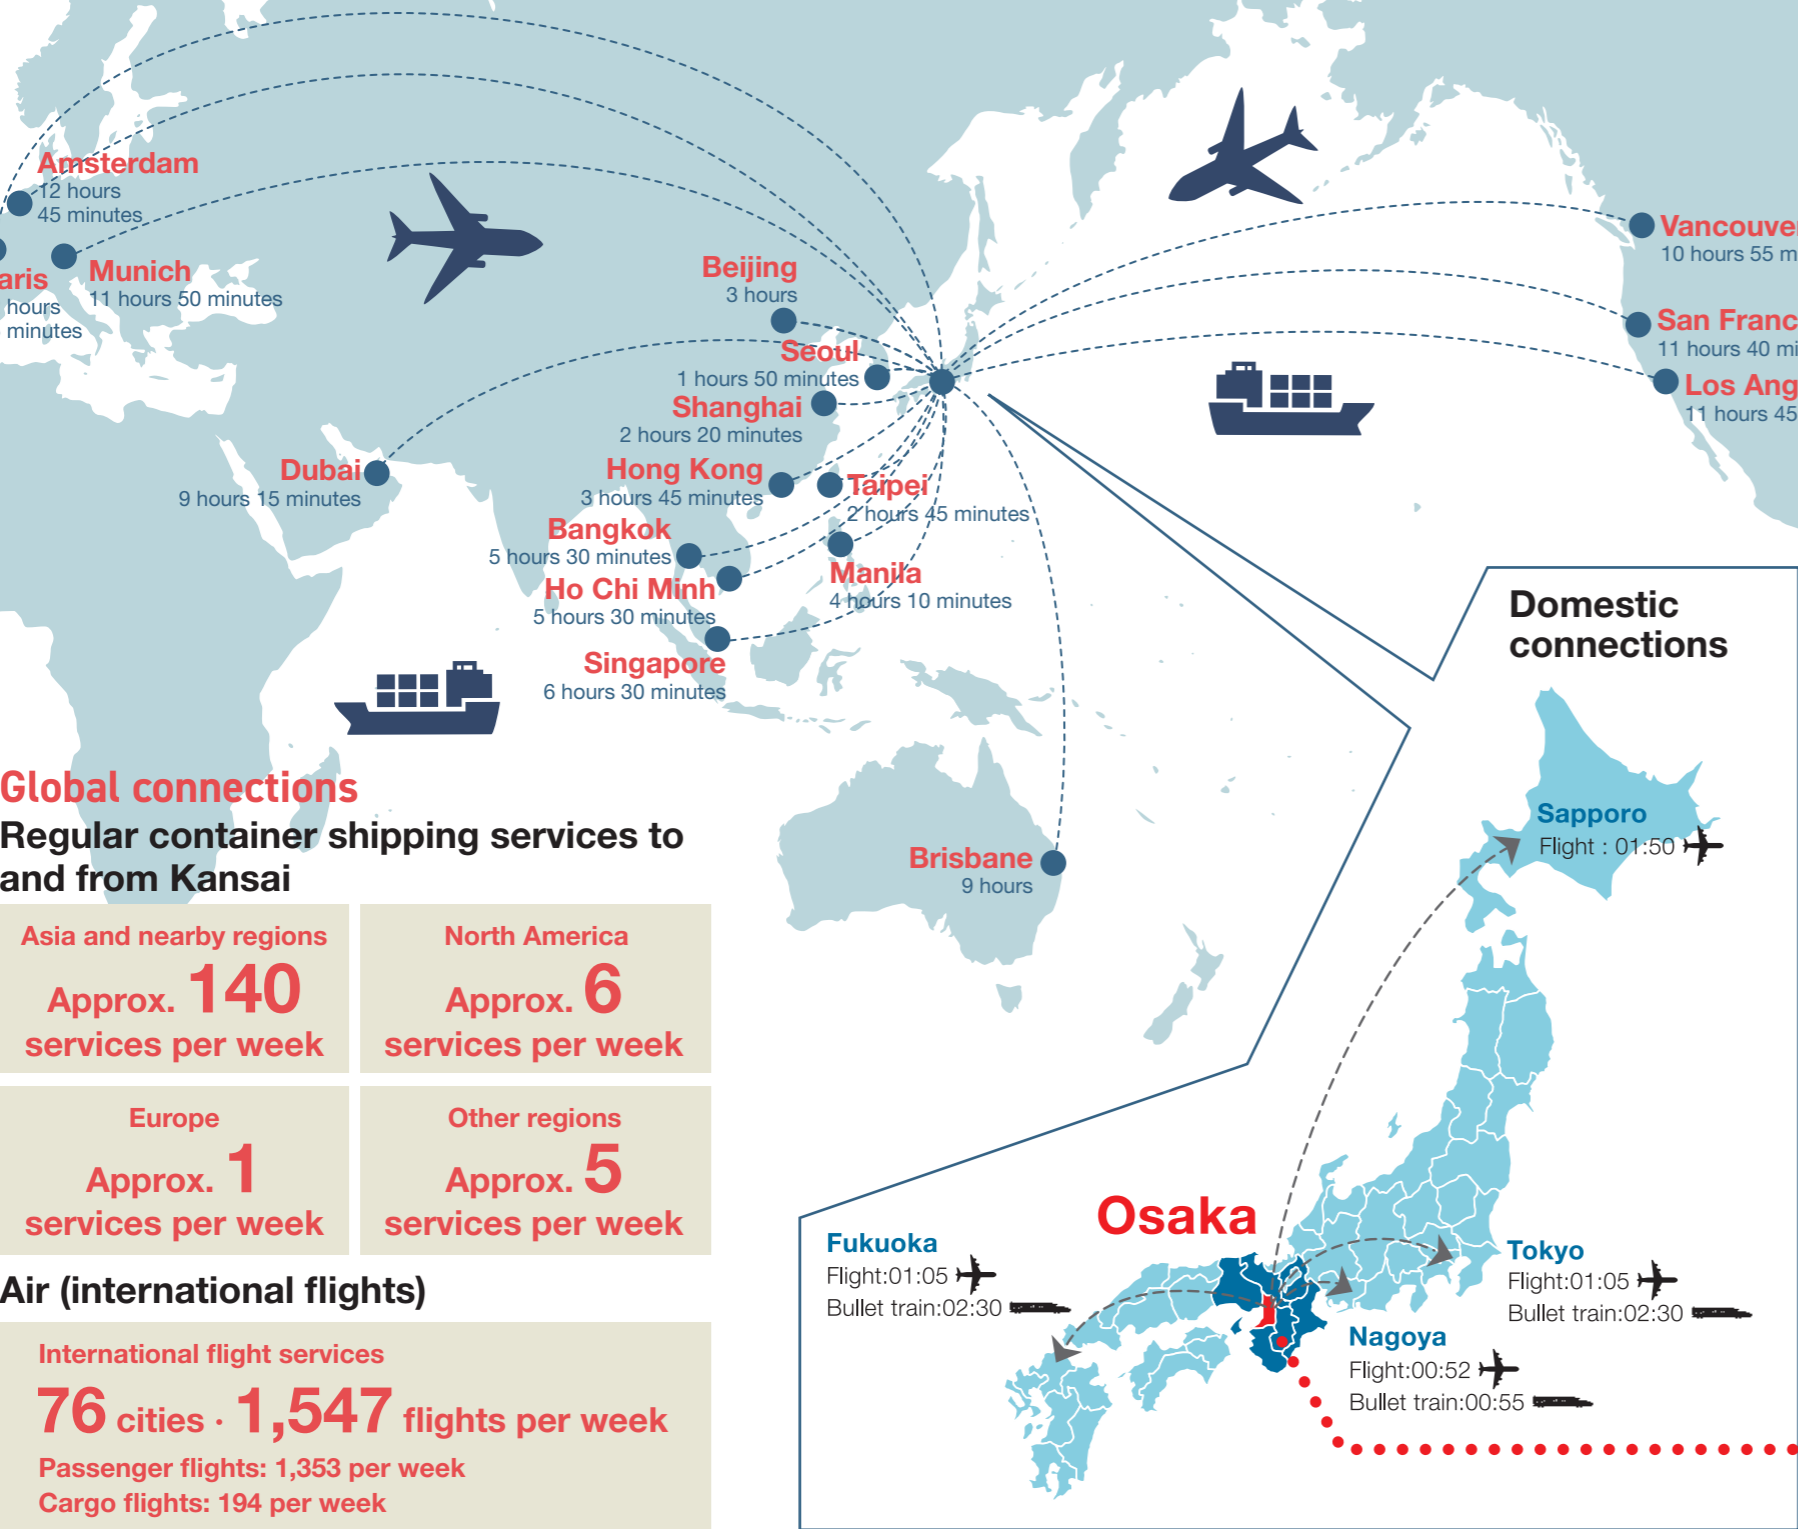 Amsterdam
12 hours
45 minutes
aris
hours
minutes
Munich
11 hours 50 minutes
Beijing
3 hours
Seoul
1 hours 50 minutes
Shanghai
2 hours 20 minutes
Dubai
9 hours 15 minutes
Hong Kong
3 hours 45 minutes
Taipei
2 hours 45 minutes
Bangkok
5 hours 30 minutes
Ho Chi Minh
5 hours 30 minutes
Manila
4 hours 10 minutes
Singapore
6 hours 30 minutes
Brisbane
9 hours
Vancouver
10 hours 55 m
San Franc
11 hours 40 mi
Los Ang
11 hours 45
Global connections
Regular container shipping services to
and from Kansai
Asia and nearby regions
Approx. 140
services per week
North America
Approx. 6
services per week
Europe
Approx. 1
services per week
Other regions
Approx. 5
services per week
Air (international flights)
International flight services
76 cities · 1,547 flights per week
Passenger flights: 1,353 per week
Cargo flights: 194 per week
Domestic
connections
Sapporo
Flight : 01:50
Osaka
Fukuoka
Flight:01:05
Bullet train:02:30
Tokyo
Flight:01:05
Bullet train:02:30
Nagoya
Flight:00:52
Bullet train:00:55